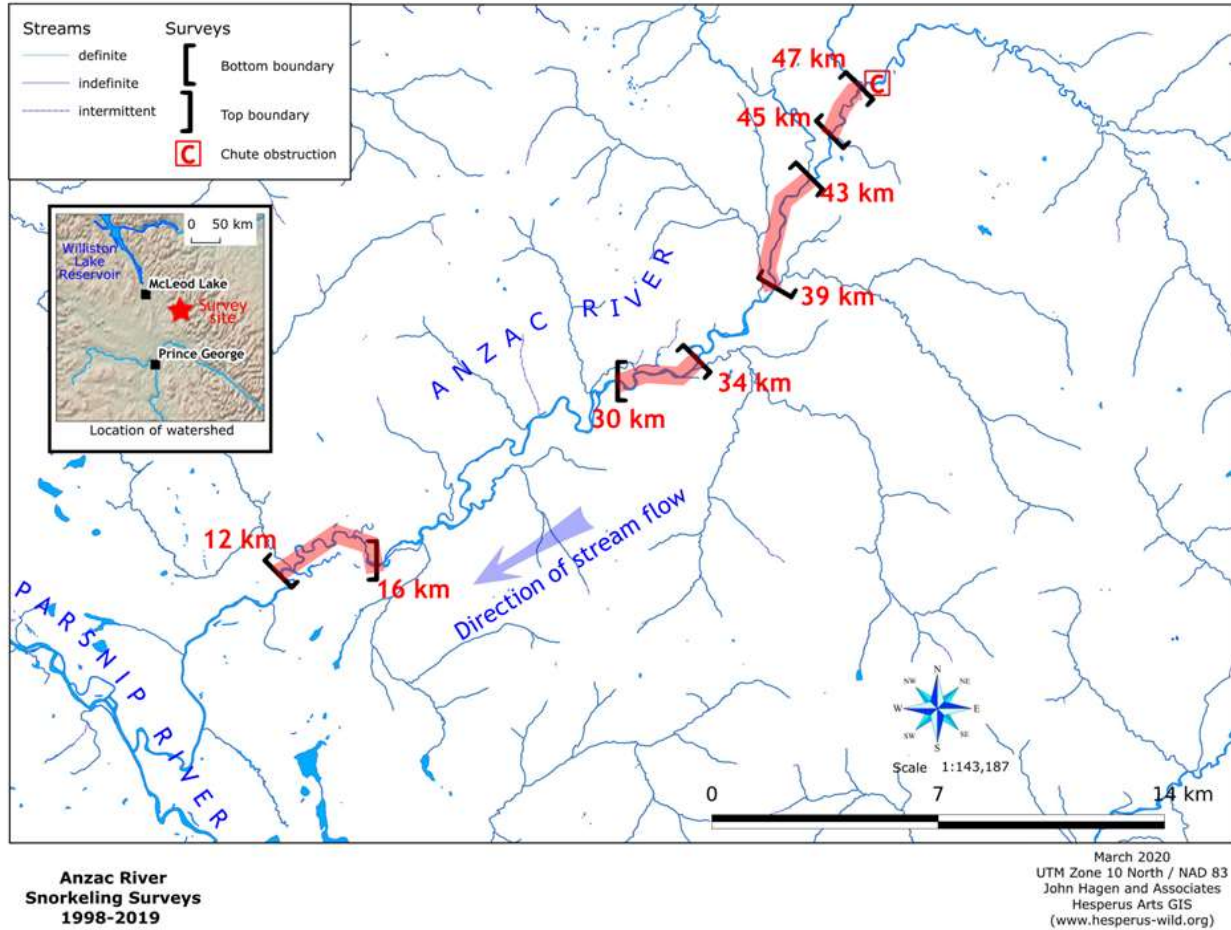 Streams
definite
indefinite
intermittent
Surveys
Bottom boundary
Top boundary
C Chute obstruction
0 50 km
Williston
Lake
Reservoir
McLeod Lake
Survey
site
Prince George
Location of watershed
47 km
C
45 km
43 km
39 km
ANZAC RIVER
34 km
30 km
12 km
16 km
Direction of stream flow
PARSNIP RIVER
N
NW NE
W E
SW SE
S
Scale 1:143,187
0 7 14 km
Anzac River
Snorkeling Surveys
1998-2019
March 2020
UTM Zone 10 North / NAD 83
John Hagen and Associates
Hesperus Arts GIS
(www.hesperus-wild.org)